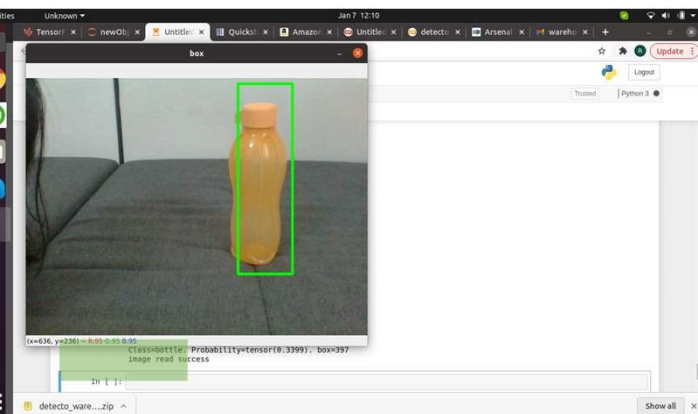 ities Unknown Jan 7 12:10
Tensorf newObj Untitled Quickst Amazon Untitled detecto Arsenal wareho
box Update
Logout
Trusted Python 3
(x=636, y=236) ~ R:95 G:95 B:95
Class=bottle, Probability=tensor(0.3399), box=397
image read success
In [ ]:
detecto_ware....zip Show all